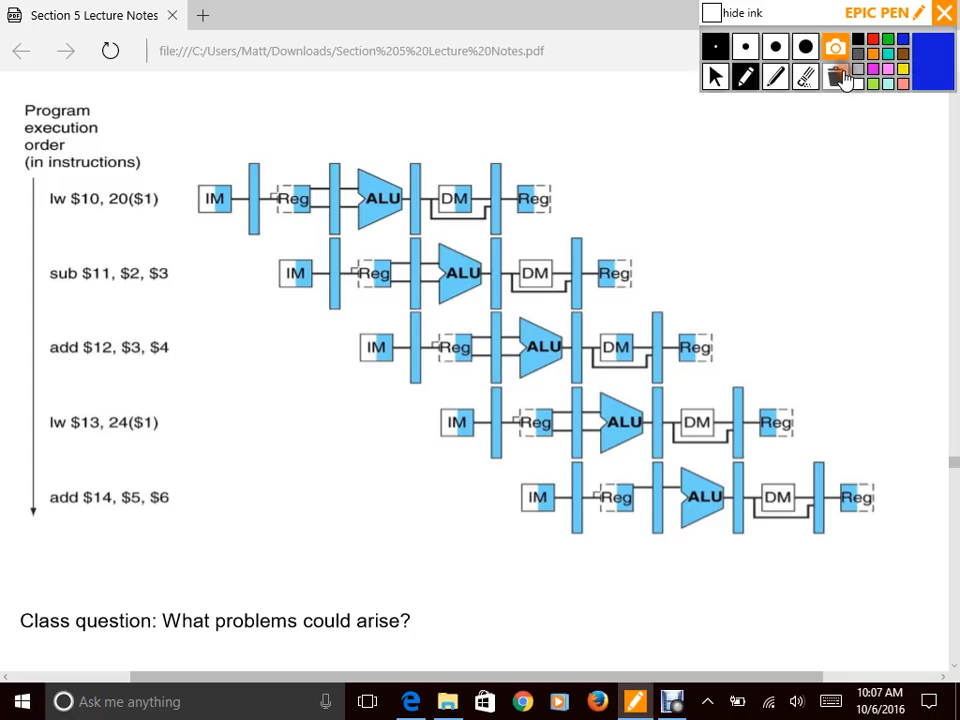 Section 5 Lecture Notes
hide ink
EPIC PEN
file:///C:/Users/Matt/Downloads/Section%205%20Lecture%20Notes.pdf
Program
execution
order
(in instructions)
lw $10, 20($1)
IM
Reg
ALU
DM
Reg
sub $11, $2, $3
IM
Reg
ALU
DM
Reg
add $12, $3, $4
IM
Reg
ALU
DM
Reg
lw $13, 24($1)
IM
Reg
ALU
DM
Reg
add $14, $5, $6
IM
Reg
ALU
DM
Reg
Class question: What problems could arise?
Ask me anything
10:07 AM
10/6/2016